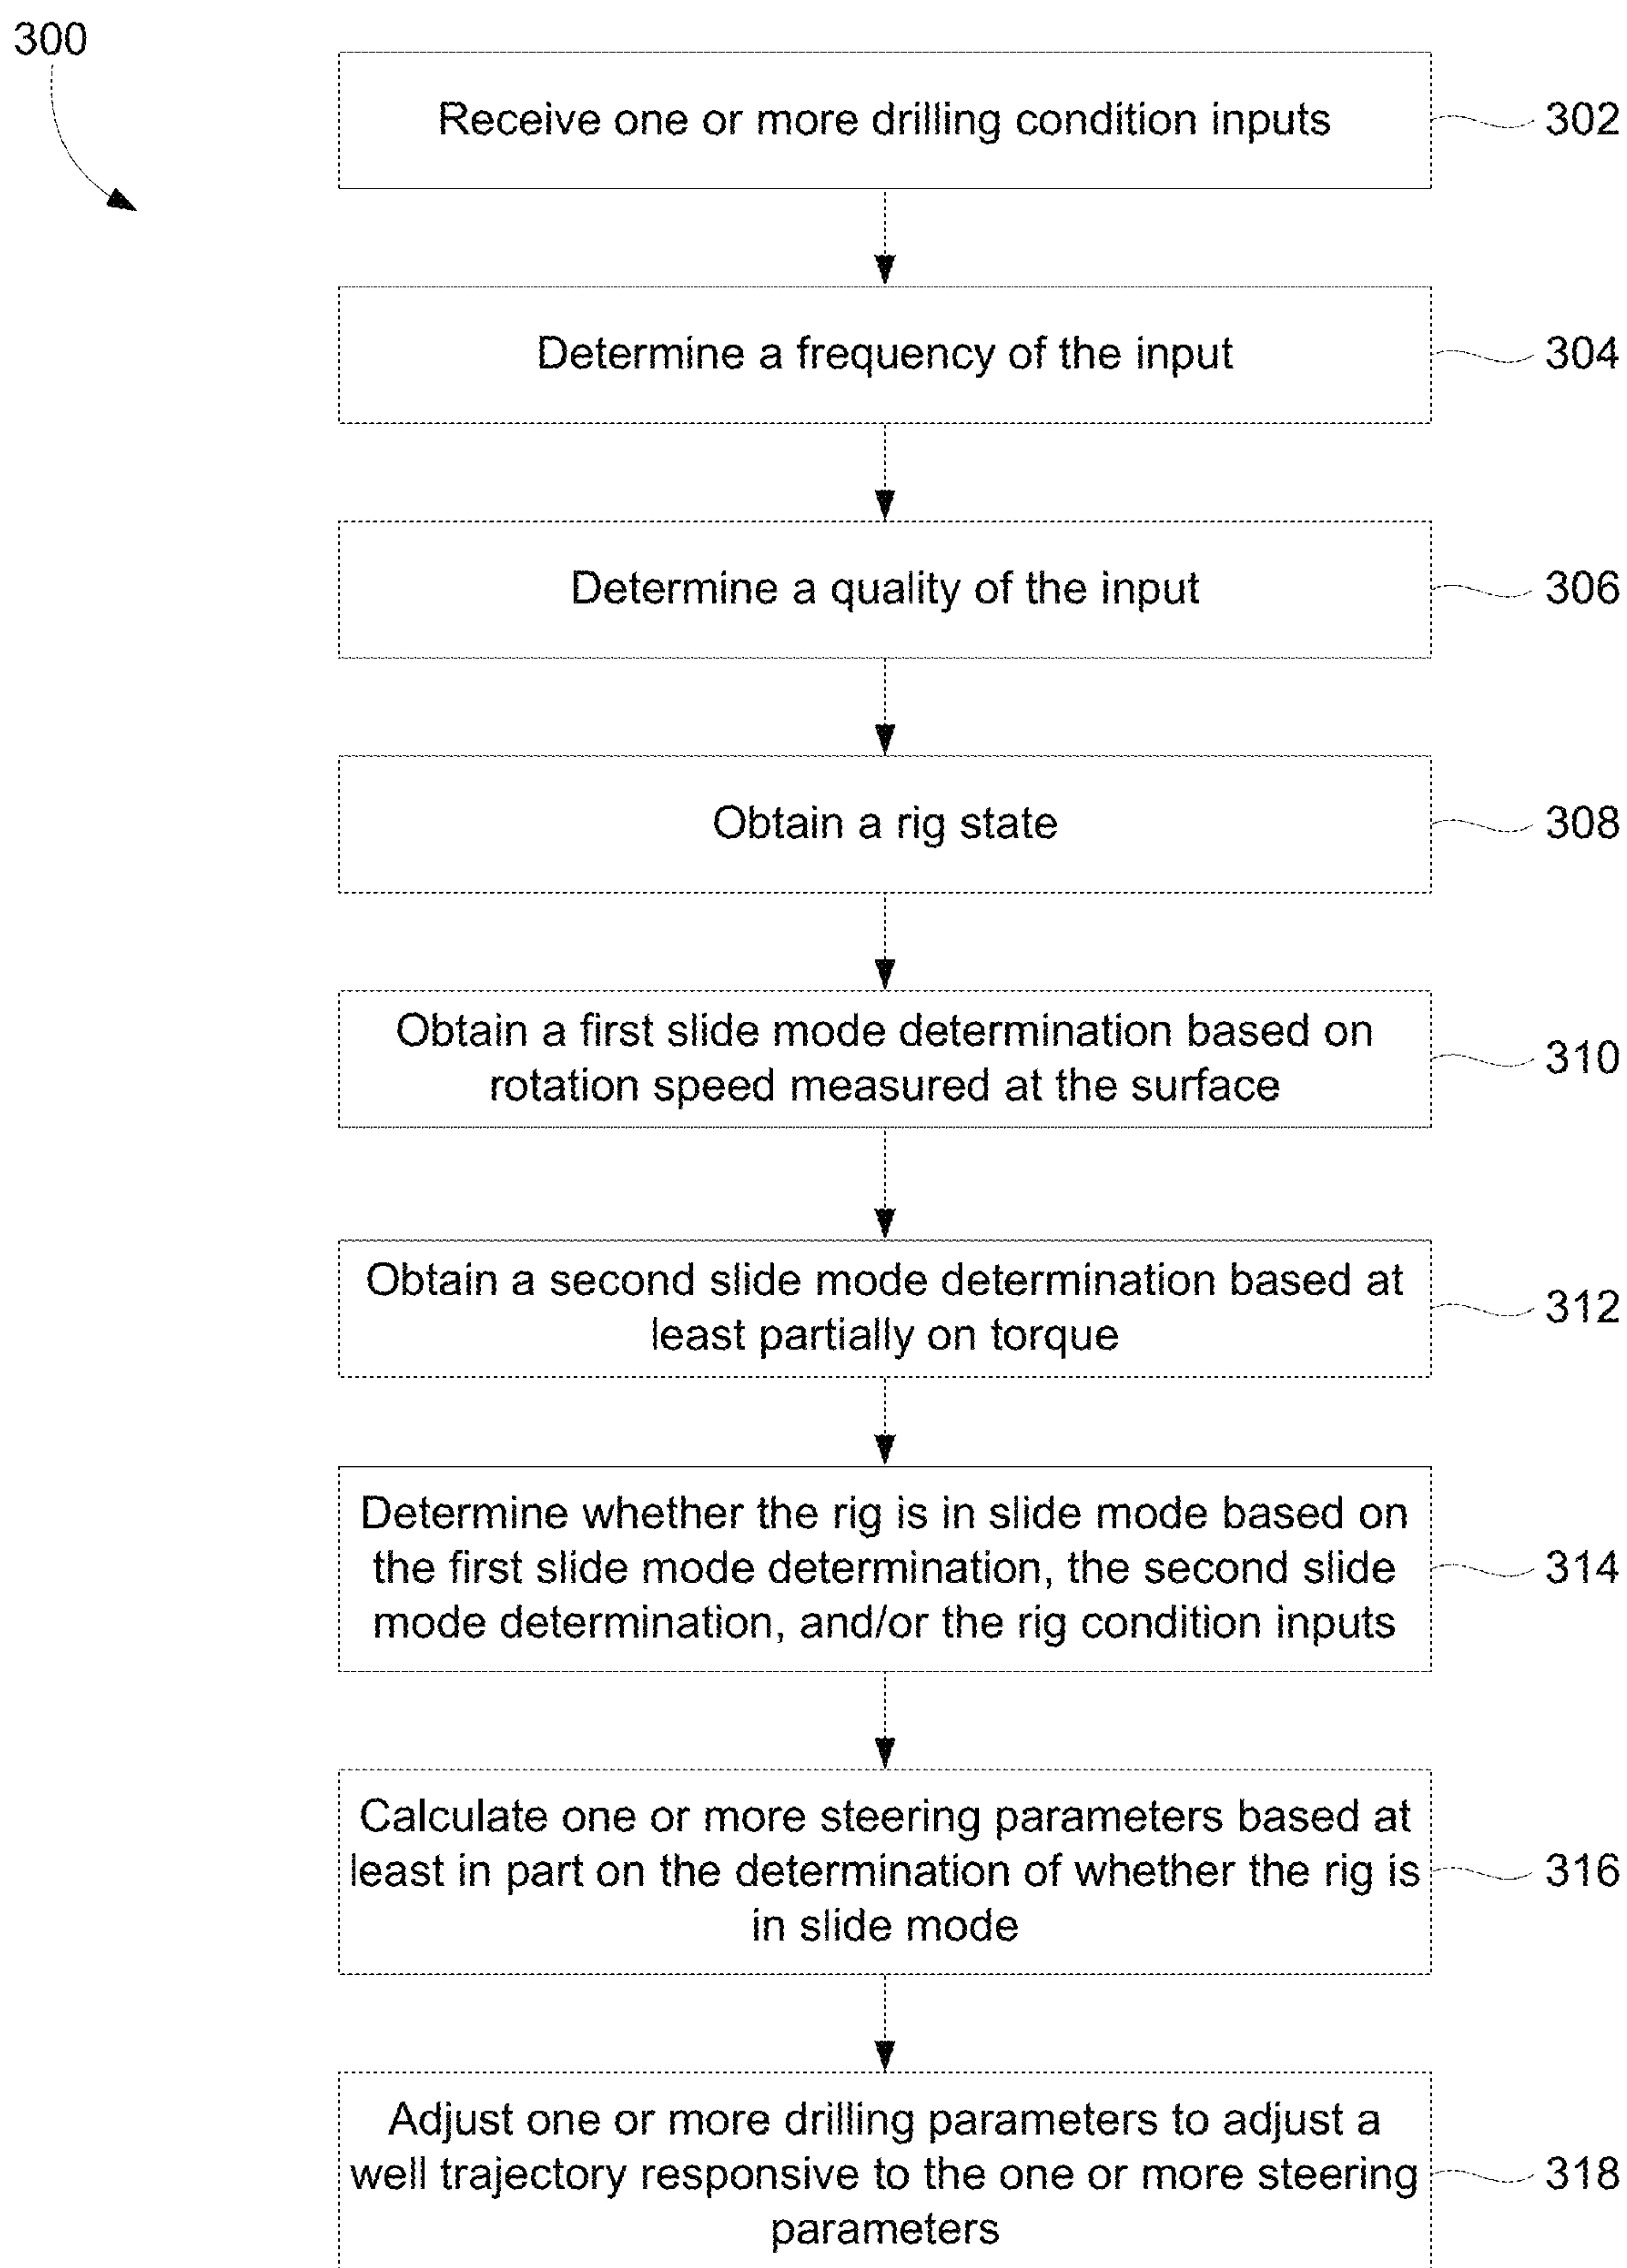 300
Receive one or more drilling condition inputs
302
Determine a frequency of the input
304
Determine a quality of the input
306
Obtain a rig state
308
Obtain a first slide mode determination based on
rotation speed measured at the surface
310
Obtain a second slide mode determination based at
least partially on torque
312
Determine whether the rig is in slide mode based on
the first slide mode determination, the second slide
mode determination, and/or the rig condition inputs
314
Calculate one or more steering parameters based at
least in part on the determination of whether the rig is
in slide mode
316
Adjust one or more drilling parameters to adjust a
well trajectory responsive to the one or more steering
parameters
318